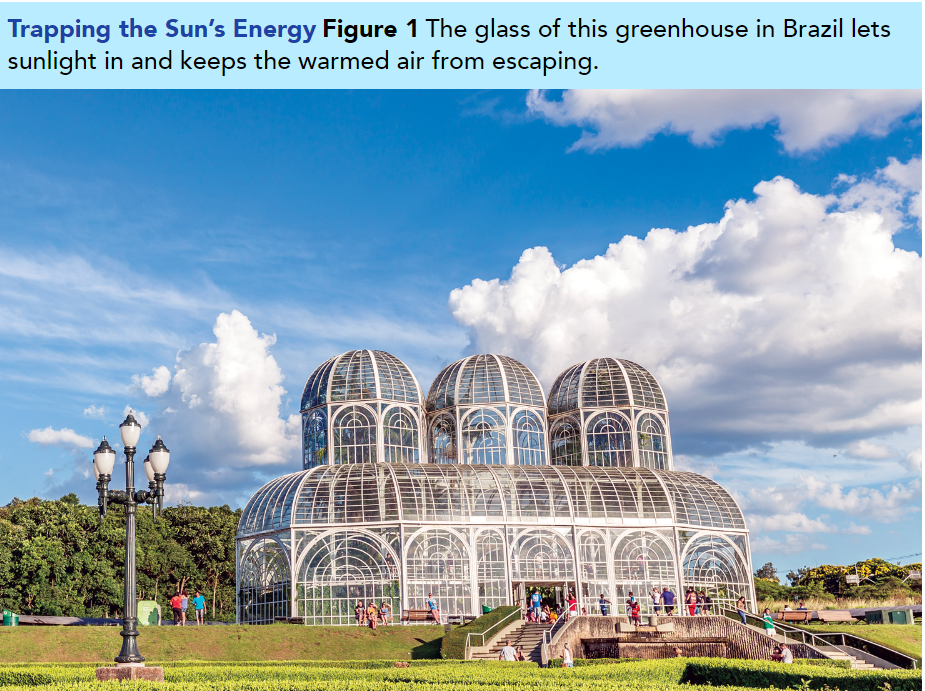 Trapping the Sun's Energy Figure 1 The glass of this greenhouse in Brazil lets
sunlight in and keeps the warmed air from escaping.